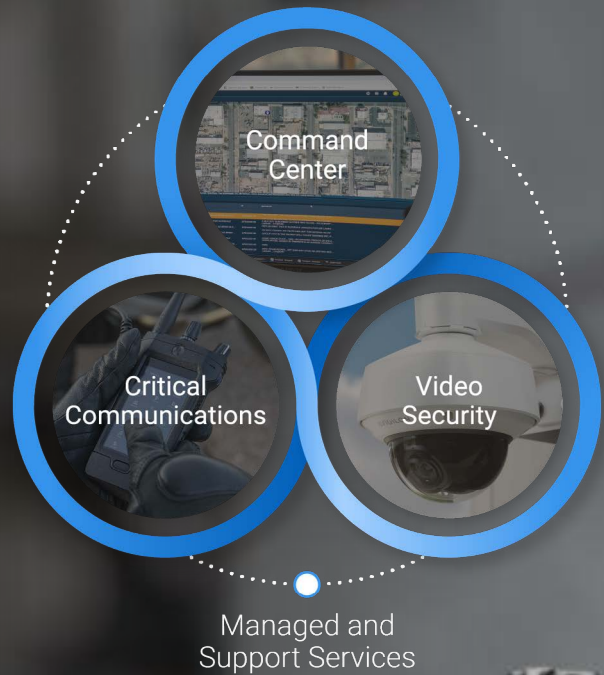 Command
Center
Critical
Communications
Video
Security
Managed and
Support Services